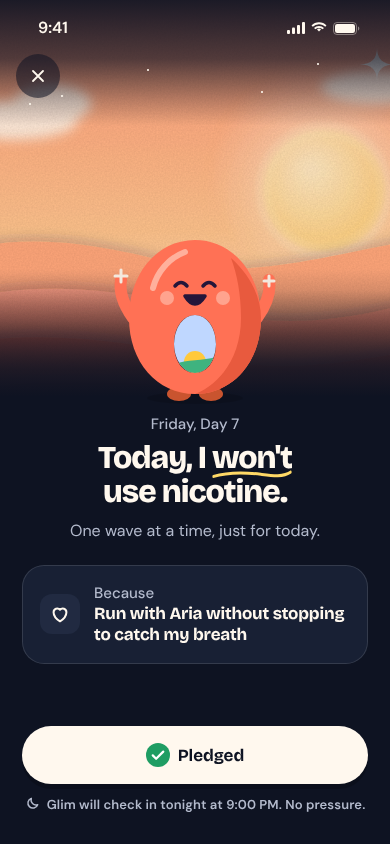 9:41
Friday, Day 7
Today, I won't
use nicotine.
One wave at a time, just for today.
Because
Run with Aria without stopping
to catch my breath
Pledged
Glim will check in tonight at 9:00 PM. No pressure.